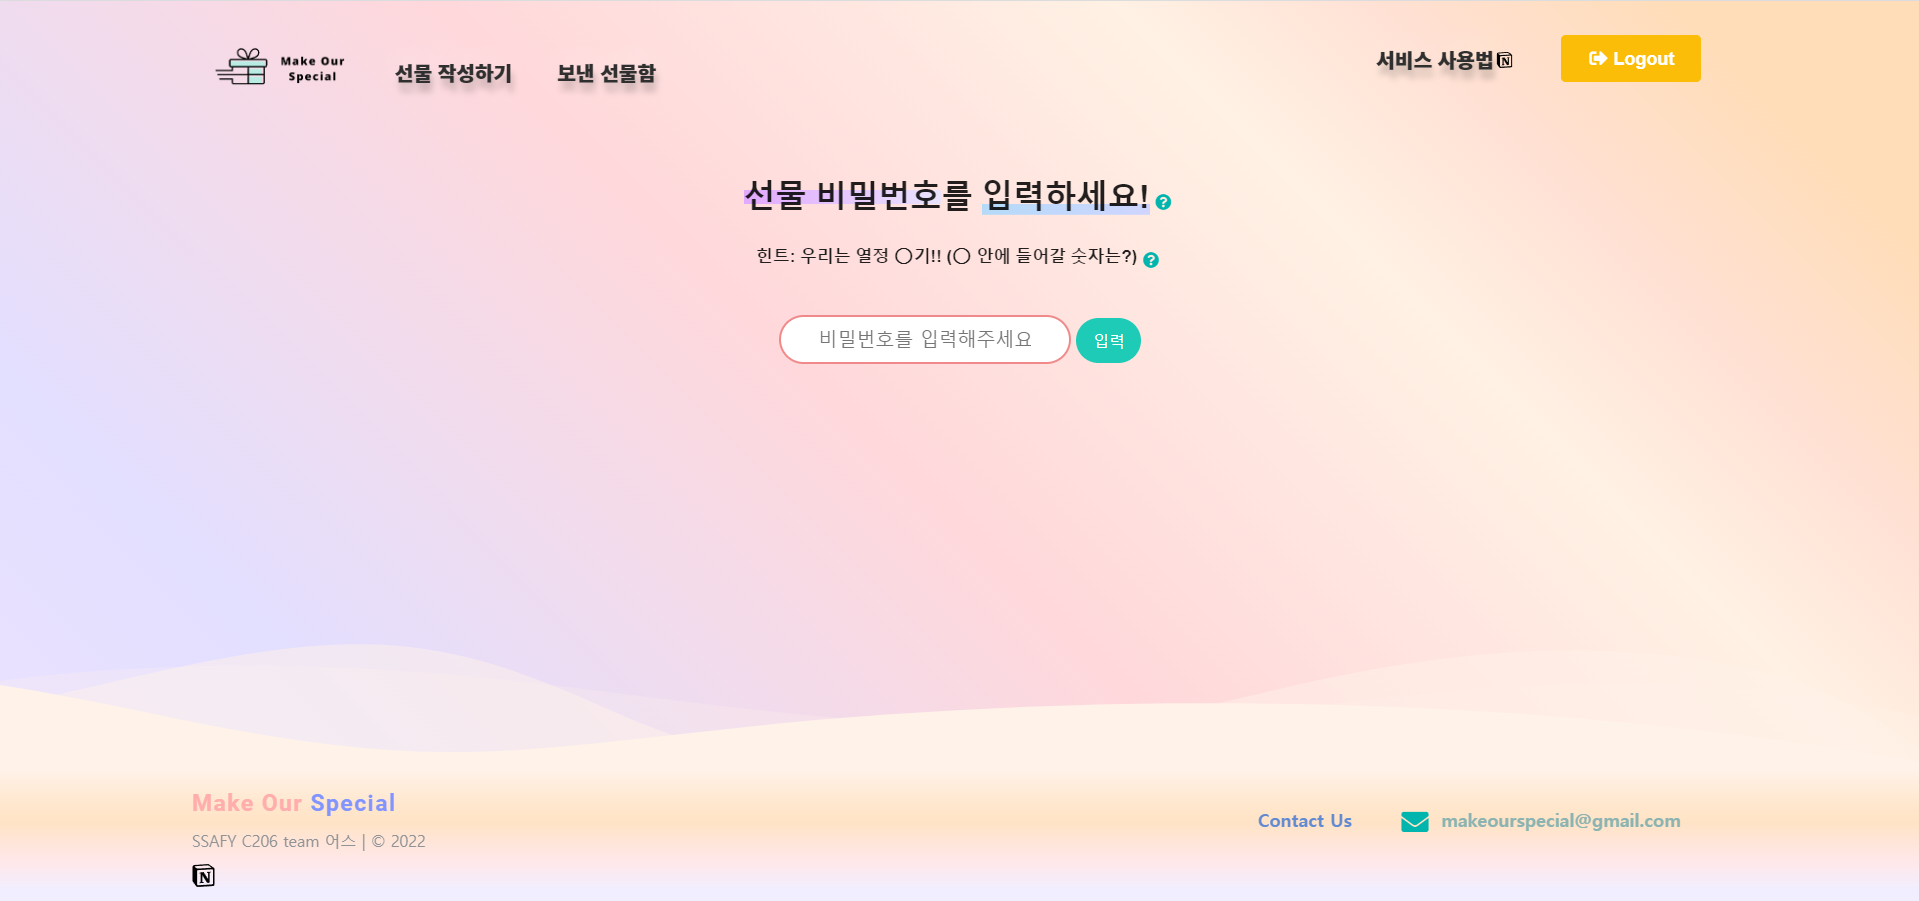 Make Our
Special
선물 작성하기
보낸 선물함
서비스 사용법
Logout
선물 비밀번호를 입력하세요!
힌트: 우리는 열정 〇기!! (〇 안에 들어갈 숫자는?)
비밀번호를 입력해주세요
입력
Make Our Special
SSAFY C206 team 어스 | © 2022
Contact Us
makeourspecial@gmail.com